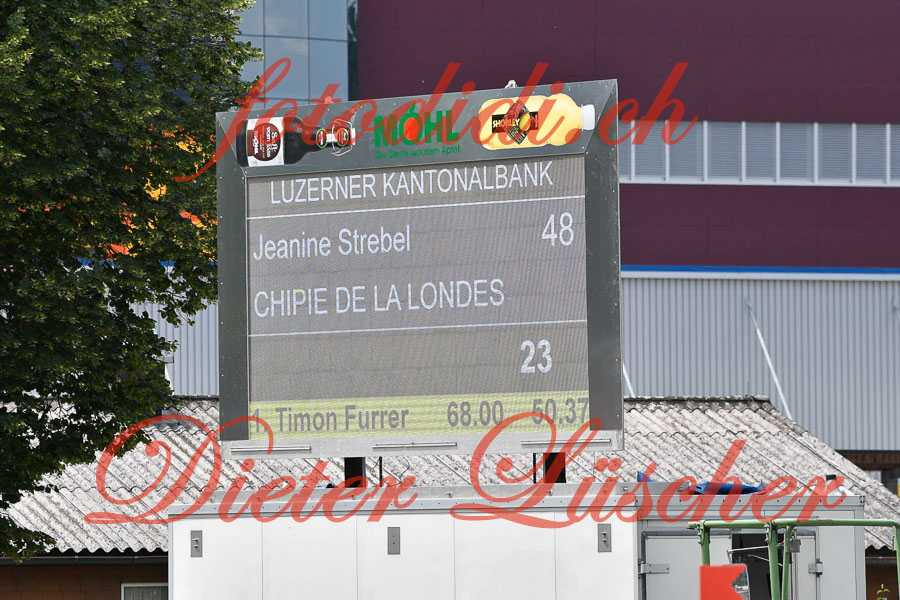 fotodidi.ch
MÖHL
SHORLEY
LUZERNER KANTONALBANK
Jeanine Strebel 48
CHIPIE DE LA LONDES
23
1. Timon Furrer 68.00 50,37
Dieter Lüscher